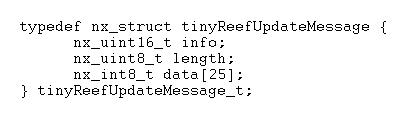 typedef nx_struct tinyReefUpdateMessage {
nx_uint16_t info;
nx_uint8_t length;
nx_int8_t data[25];
} tinyReefUpdateMessage_t;